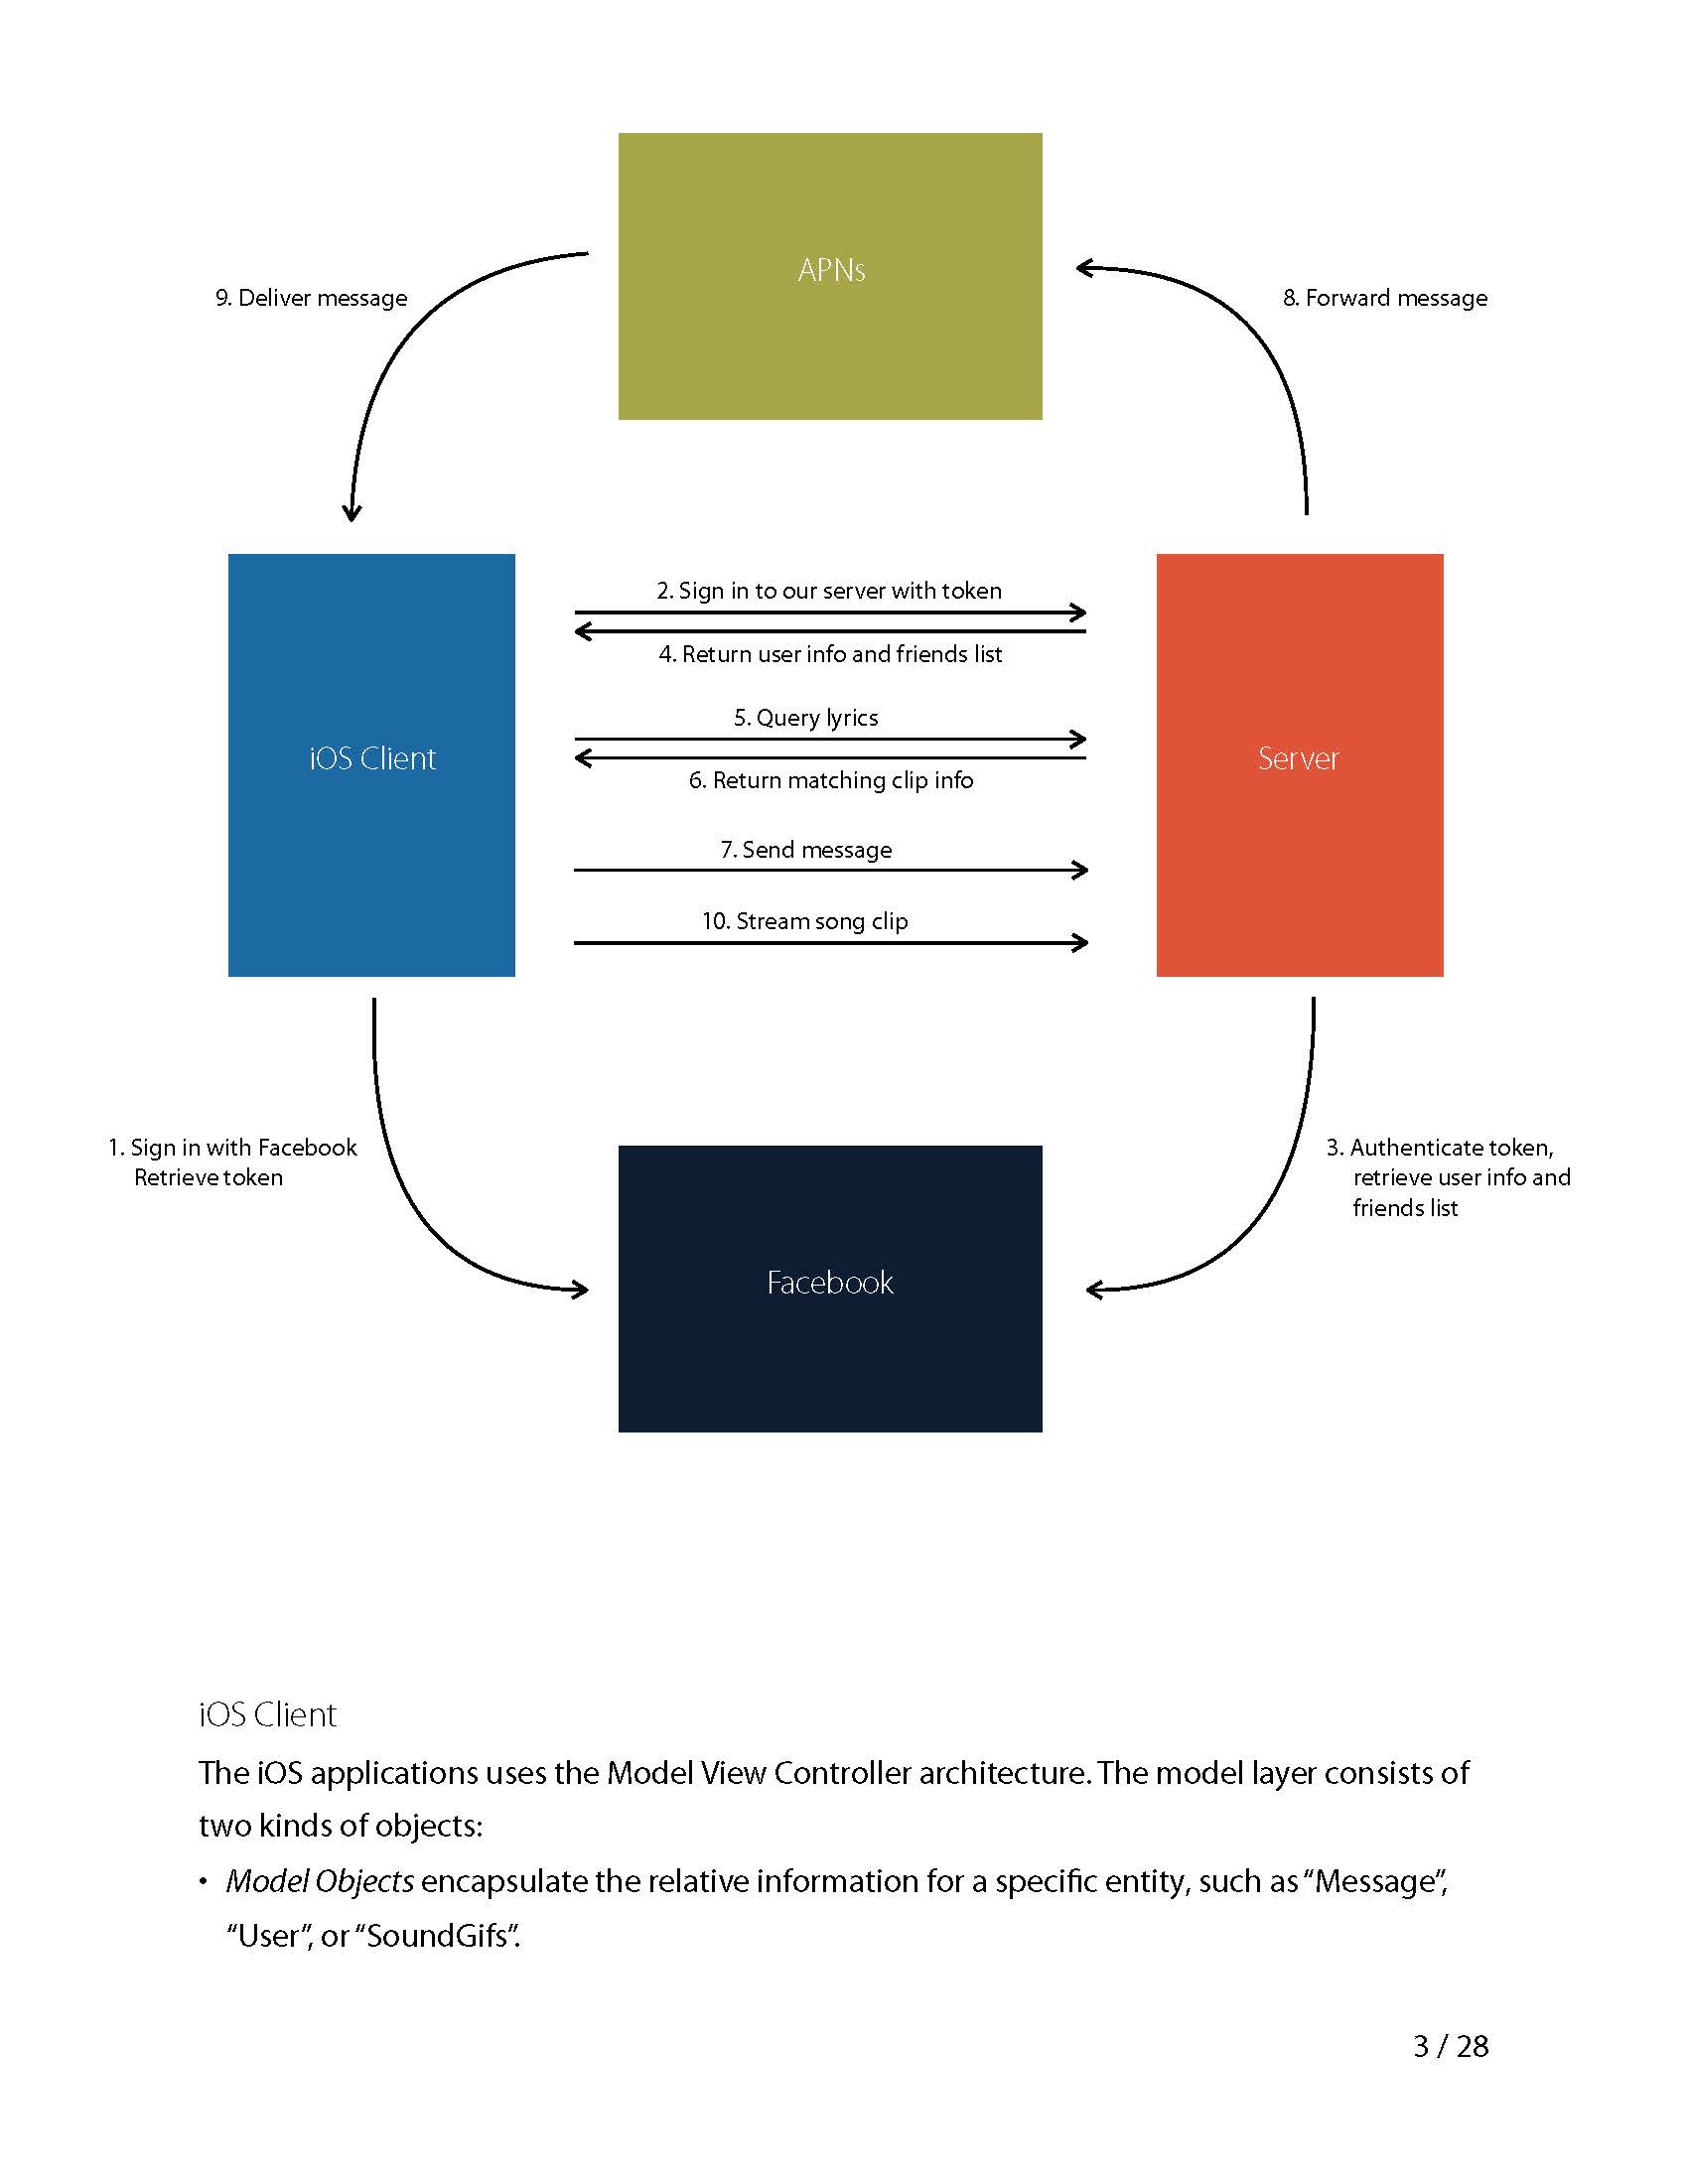 APNs
9. Deliver message
8. Forward message
2. Sign in to our server with token
4. Return user info and friends list
5. Query lyrics
iOS Client
Server
6. Return matching clip info
7. Send message
10. Stream song clip
1. Sign in with Facebook
Retrieve token
3. Authenticate token,
retrieve user info and
friends list
Facebook
iOS Client
The iOS applications uses the Model View Controller architecture. The model layer consists of
two kinds of objects:
• Model Objects encapsulate the relative information for a specific entity, such as “Message”,
“User”, or “SoundGifs”.
3 / 28